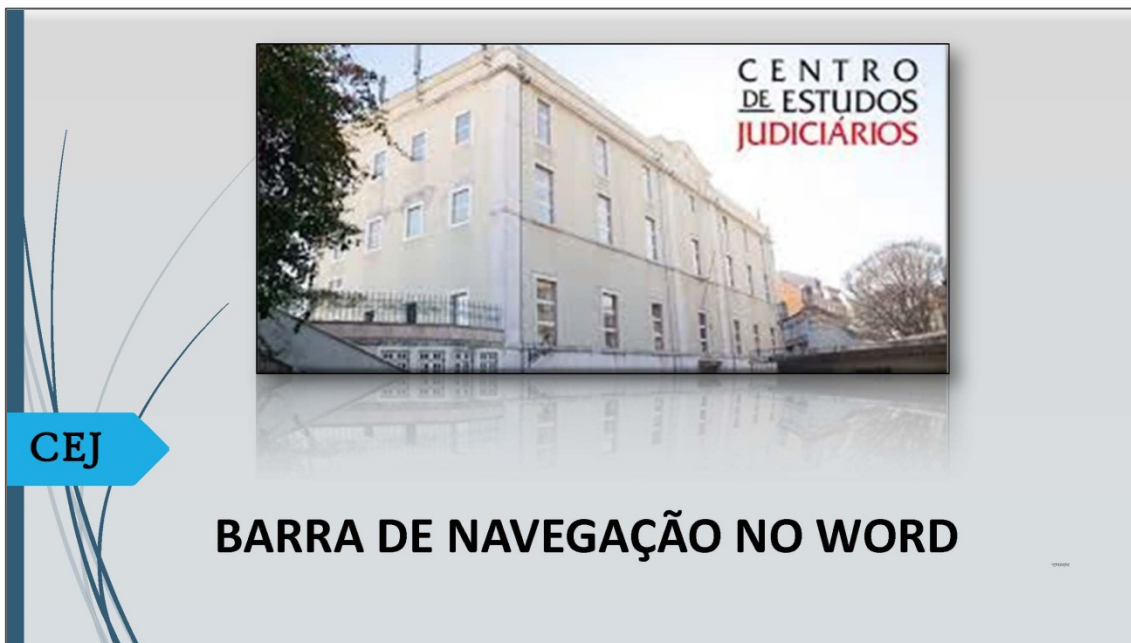 CENTRO
DE ESTUDOS
JUDICIÁRIOS
CEJ
BARRA DE NAVEGAÇÃO NO WORD